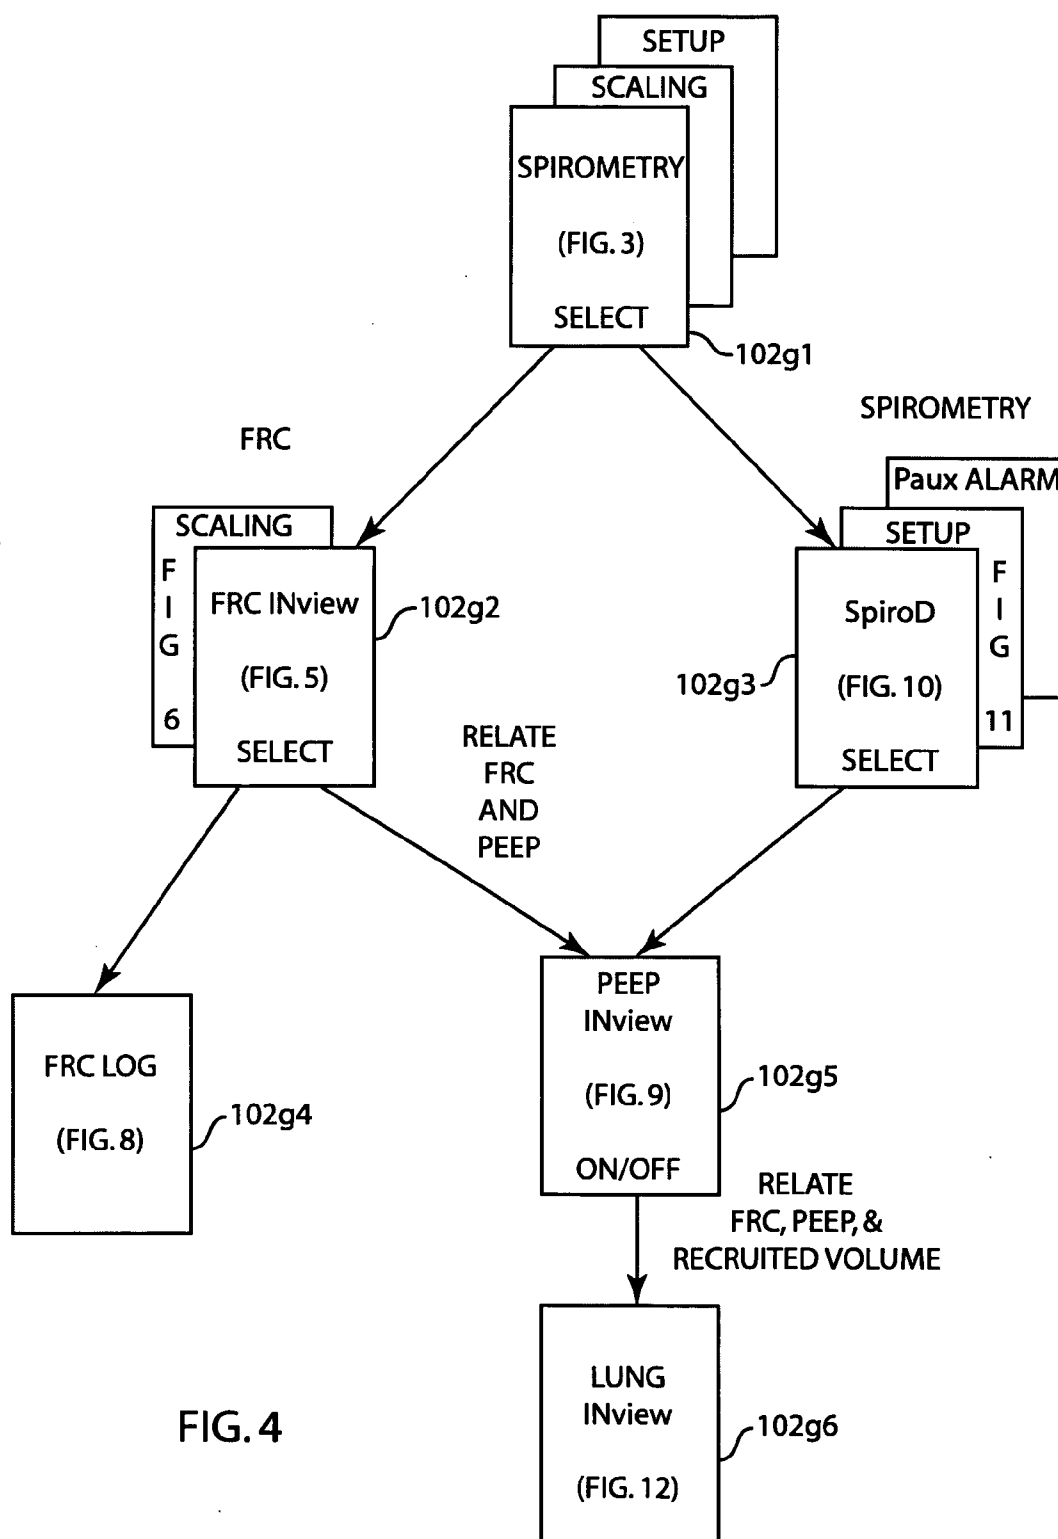 SETUP
SCALING
SPIROMETRY
(FIG. 3)
SELECT
102g1
FRC
SPIROMETRY
SCALING
F
I
G
6
FRC INview
(FIG. 5)
SELECT
102g2
Paux ALARM
SETUP
F
I
G
11
SpiroD
(FIG. 10)
SELECT
102g3
RELATE
FRC
AND
PEEP
FRC LOG
(FIG. 8)
102g4
PEEP
INview
(FIG. 9)
ON/OFF
102g5
RELATE
FRC, PEEP, &
RECRUITED VOLUME
LUNG
INview
(FIG. 12)
102g6
FIG. 4